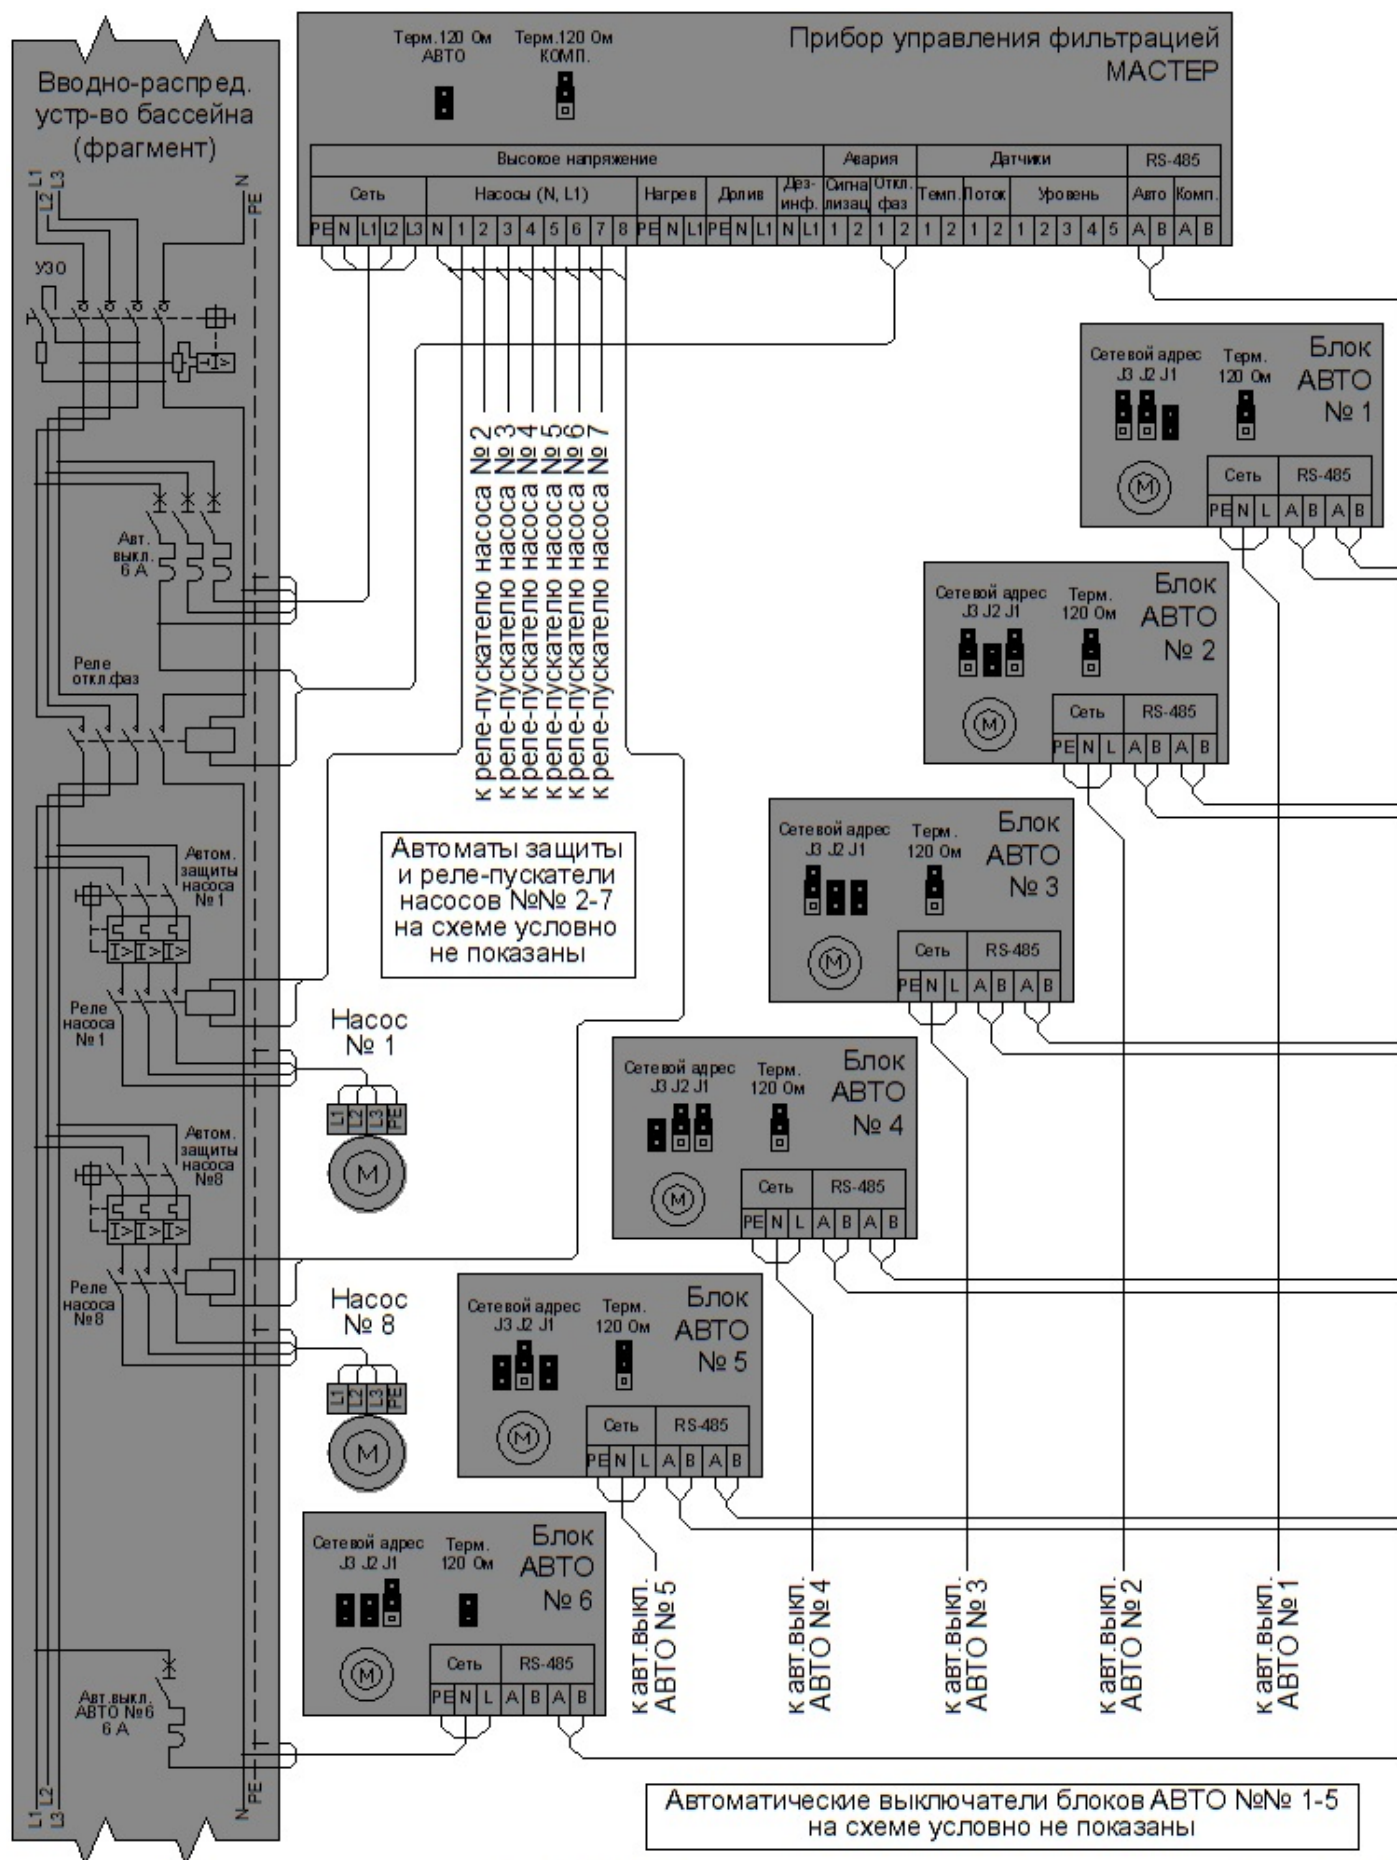 Вводно-распред.
устр-во бассейна
(фрагмент)
L1
L2
L3
N
PE
УЗО
I>
Авт.
выкл.
6 А
Реле
откл.фаз
Автом.
защиты
насоса
№1
I> I> I>
Реле
насоса
№1
Автом.
защиты
насоса
№8
I> I> I>
Реле
насоса
№8
Авт.выкл.
АВТО №6
6 А
L1
L2
L3
N
PE
Прибор управления фильтрацией
МАСТЕР
Терм.120 Ом
АВТО
Терм.120 Ом
КОМП.
Высокое напряжение Авария Датчики RS-485
Сеть Насосы (N, L1) Нагрев Долив Дез-инф. Сигна лизац Откл. фаз Темп. Поток Уровень Авто Комп.
PE N L1 L2 L3 N 1 2 3 4 5 6 7 8 PE N L1 PE N L1 N L1 1 2 1 2 1 2 1 2 1 2 3 4 5 A B A B
к реле-пускателю насоса № 2
к реле-пускателю насоса № 3
к реле-пускателю насоса № 4
к реле-пускателю насоса № 5
к реле-пускателю насоса № 6
к реле-пускателю насоса № 7
Автоматы защиты
и реле-пускатели
насосов №№ 2-7
на схеме условно
не показаны
Насос
№ 1
L1 L2 L3 PE
M
Насос
№ 8
L1 L2 L3 PE
M
Блок
АВТО
№ 1
Сетевой адрес
J3 J2 J1
Терм.
120 Ом
M
Сеть RS-485
PE N L A B A B
Блок
АВТО
№ 2
Сетевой адрес
J3 J2 J1
Терм.
120 Ом
M
Сеть RS-485
PE N L A B A B
Блок
АВТО
№ 3
Сетевой адрес
J3 J2 J1
Терм.
120 Ом
M
Сеть RS-485
PE N L A B A B
Блок
АВТО
№ 4
Сетевой адрес
J3 J2 J1
Терм.
120 Ом
M
Сеть RS-485
PE N L A B A B
Блок
АВТО
№ 5
Сетевой адрес
J3 J2 J1
Терм.
120 Ом
M
Сеть RS-485
PE N L A B A B
Блок
АВТО
№ 6
Сетевой адрес
J3 J2 J1
Терм.
120 Ом
M
Сеть RS-485
PE N L A B A B
к авт.выкл.
АВТО № 5
к авт.выкл.
АВТО № 4
к авт.выкл.
АВТО № 3
к авт.выкл.
АВТО № 2
к авт.выкл.
АВТО № 1
Автоматические выключатели блоков АВТО №№ 1-5
на схеме условно не показаны